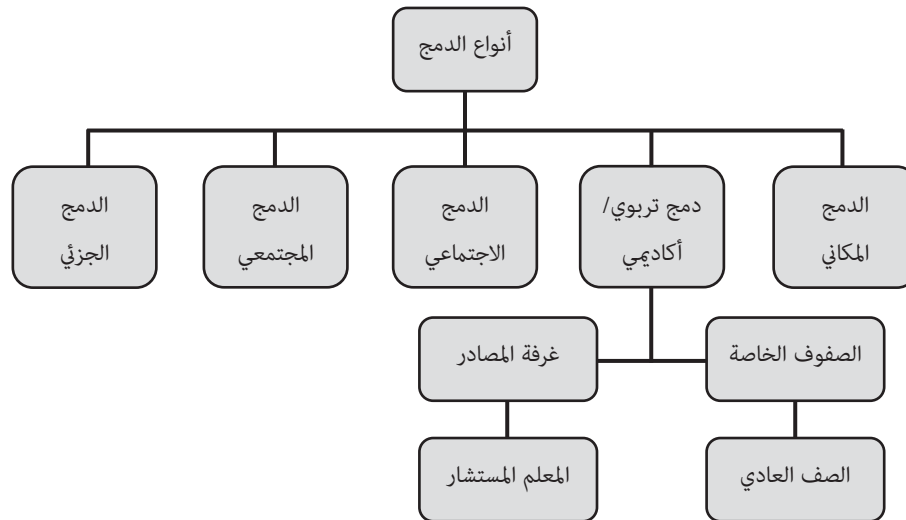 أنواع الدمج
الدمج
المكاني
دمج تربوي/
أكاديمي
الدمج
الاجتماعي
الدمج
المجتمعي
الدمج
الجزئي
الصفوف الخاصة
غرفة المصادر
الصف العادي
المعلم المستشار